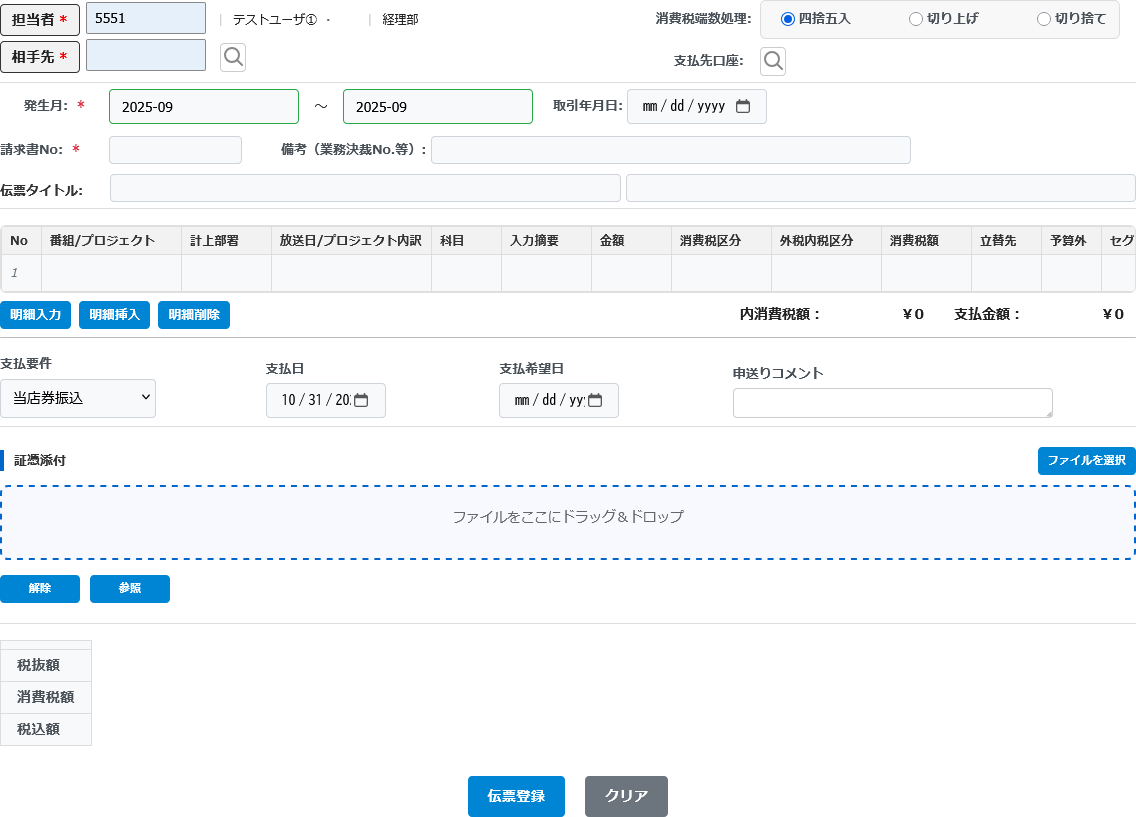 担当者 * 5551 | テストユーザ① ・ | 経理部 消費税端数処理: 四捨五入 切り上げ 切り捨て
相手先 * 支払先口座:
発生月: * 2025-09 ～ 2025-09 取引年月日: mm/dd/yyyy
請求書No: * 備考（業務決裁No.等）:
伝票タイトル:
No 番組/プロジェクト 計上部署 放送日/プロジェクト内訳 科目 入力摘要 金額 消費税区分 外税内税区分 消費税額 立替先 予算外 セグ
1
明細入力 明細挿入 明細削除 内消費税額： ￥0 支払金額： ￥0
支払要件 支払日 支払希望日 申送りコメント
当店券振込 10/31/20 mm/dd/yy
証憑添付 ファイルを選択
ファイルをここにドラッグ＆ドロップ
解除 参照
税抜額
消費税額
税込額
伝票登録 クリア